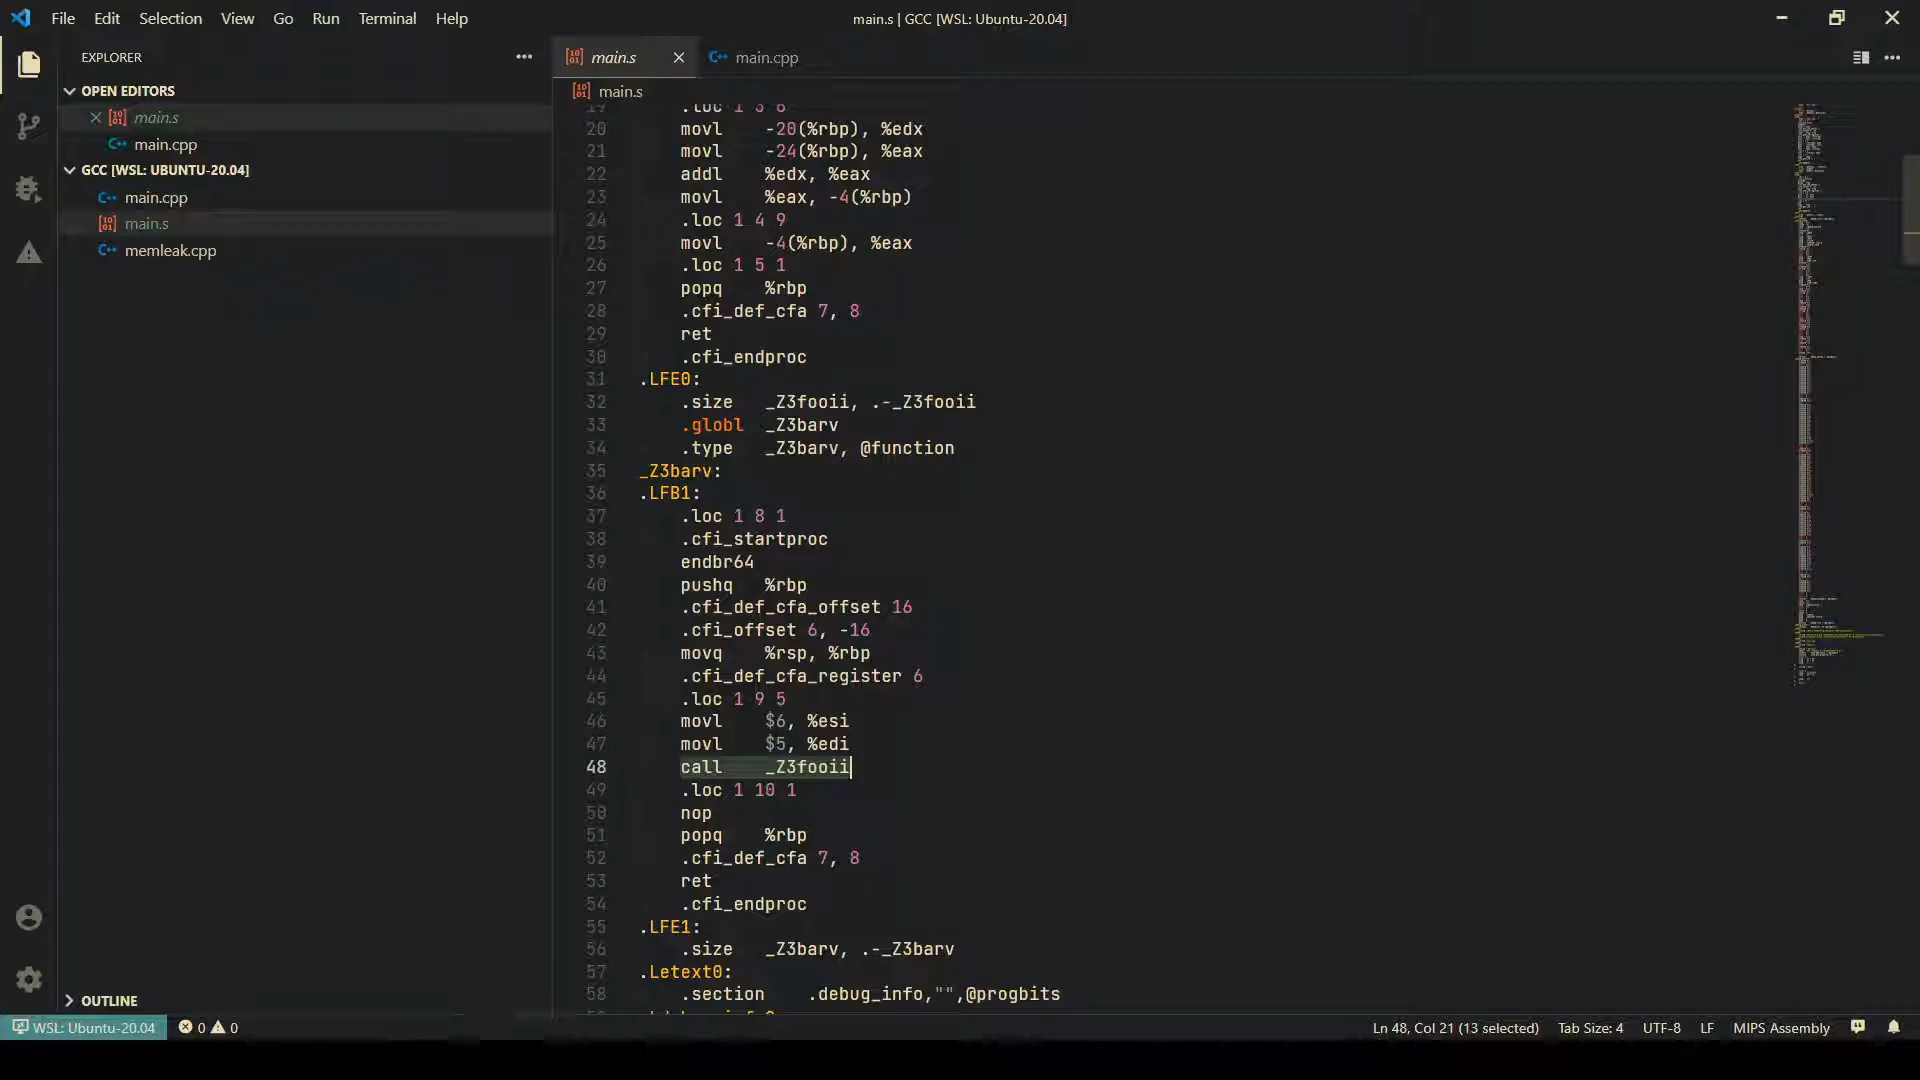 File Edit Selection View Go Run Terminal Help
main.s | GCC [WSL: Ubuntu-20.04]
EXPLORER
OPEN EDITORS
main.s
main.cpp
GCC [WSL: UBUNTU-20.04]
main.cpp
main.s
memleak.cpp
OUTLINE
main.s
main.cpp
main.s
19 .loc 1 3 6
20 movl -20(%rbp), %edx
21 movl -24(%rbp), %eax
22 addl %edx, %eax
23 movl %eax, -4(%rbp)
24 .loc 1 4 9
25 movl -4(%rbp), %eax
26 .loc 1 5 1
27 popq %rbp
28 .cfi_def_cfa 7, 8
29 ret
30 .cfi_endproc
31 .LFE0:
32 .size _Z3fooii, .-_Z3fooii
33 .globl _Z3barv
34 .type _Z3barv, @function
35 _Z3barv:
36 .LFB1:
37 .loc 1 8 1
38 .cfi_startproc
39 endbr64
40 pushq %rbp
41 .cfi_def_cfa_offset 16
42 .cfi_offset 6, -16
43 movq %rsp, %rbp
44 .cfi_def_cfa_register 6
45 .loc 1 9 5
46 movl $6, %esi
47 movl $5, %edi
48 call _Z3fooii
49 .loc 1 10 1
50 nop
51 popq %rbp
52 .cfi_def_cfa 7, 8
53 ret
54 .cfi_endproc
55 .LFE1:
56 .size _Z3barv, .-_Z3barv
57 .Letext0:
58 .section .debug_info,"",@progbits
WSL: Ubuntu-20.04 0 0
Ln 48, Col 21 (13 selected) Tab Size: 4 UTF-8 LF MIPS Assembly